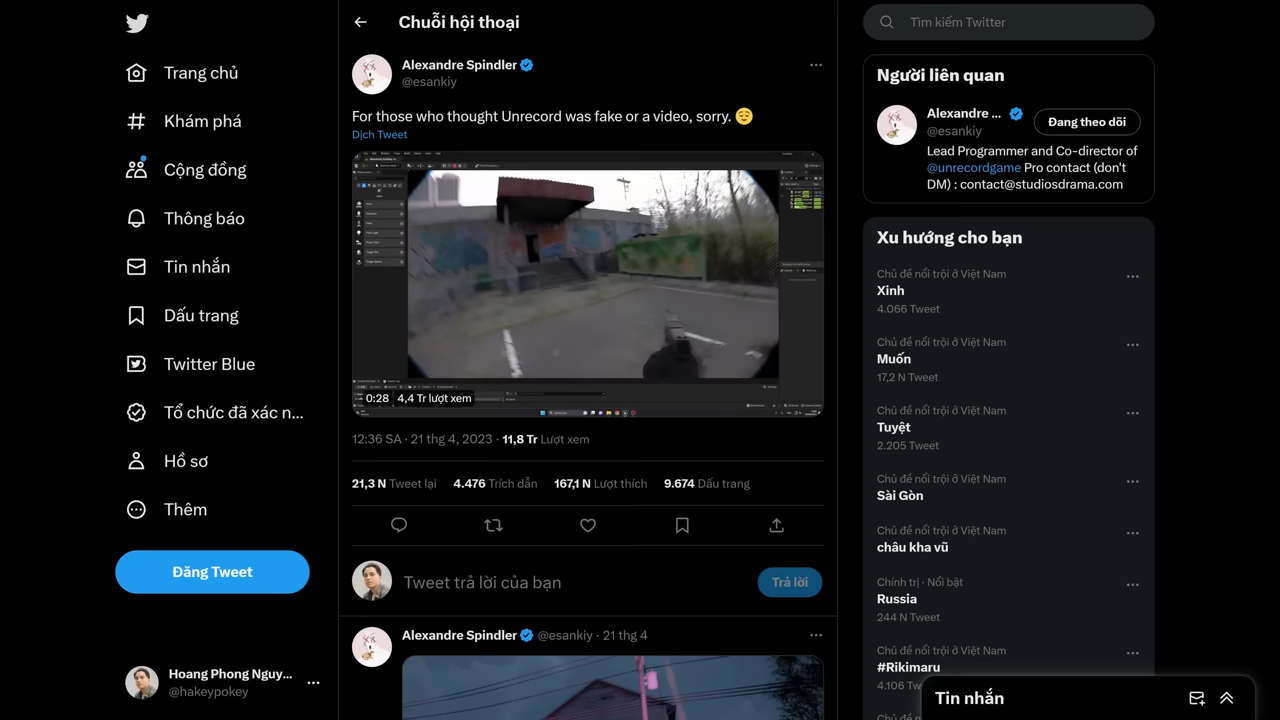 Trang chủ
Khám phá
Cộng đồng
Thông báo
Tin nhắn
Dấu trang
Twitter Blue
Tổ chức đã xác n...
Hồ sơ
Thêm
Đăng Tweet
Hoang Phong Nguy...
@hakeypokey
Chuỗi hội thoại
Alexandre Spindler
@esankiy
For those who thought Unrecord was fake or a video, sorry. 😌
Dịch Tweet
0:28 4,4 Tr lượt xem
12:36 SA · 21 thg 4, 2023 · 11,8 Tr Lượt xem
21,3 N Tweet lại 4.476 Trích dẫn 167,1 N Lượt thích 9.674 Dấu trang
Tweet trả lời của bạn
Trả lời
Alexandre Spindler @esankiy · 21 thg 4
Tìm kiếm Twitter
Người liên quan
Alexandre ...
@esankiy
Đang theo dõi
Lead Programmer and Co-director of
@unrecordgame Pro contact (don't
DM) : contact@studiosdrama.com
Xu hướng cho bạn
Chủ đề nổi trội ở Việt Nam
Xinh
4.066 Tweet
Chủ đề nổi trội ở Việt Nam
Muốn
17,2 N Tweet
Chủ đề nổi trội ở Việt Nam
Tuyệt
2.205 Tweet
Chủ đề nổi trội ở Việt Nam
Sài Gòn
Chủ đề nổi trội ở Việt Nam
châu kha vũ
Chính trị · Nổi bật
Russia
244 N Tweet
Chủ đề nổi trội ở Việt Nam
#Rikimaru
4.106 Tw
Tin nhắn